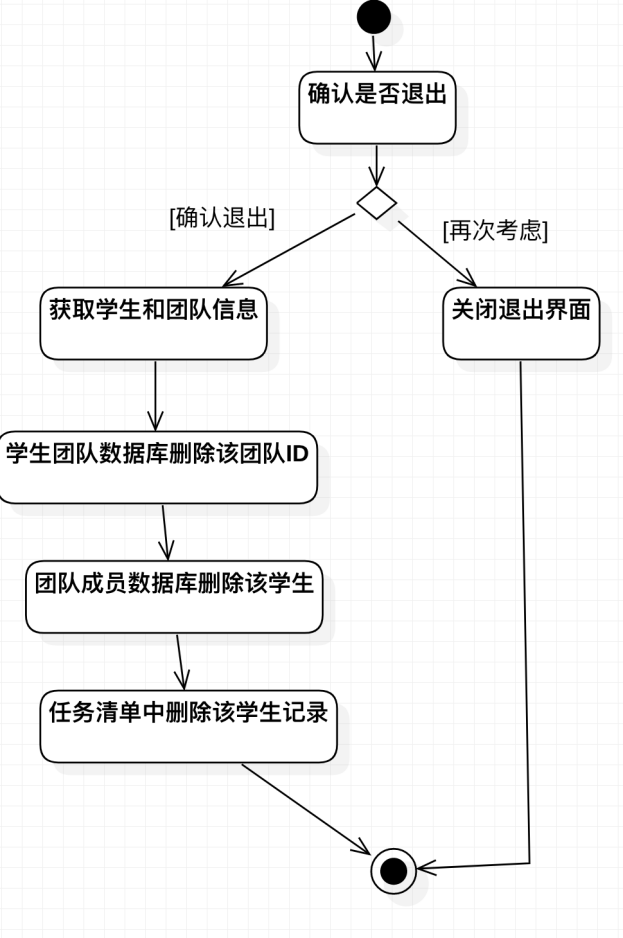 确认是否退出
[确认退出]
[再次考虑]
获取学生和团队信息
关闭退出界面
学生团队数据库删除该团队ID
团队成员数据库删除该学生
任务清单中删除该学生记录